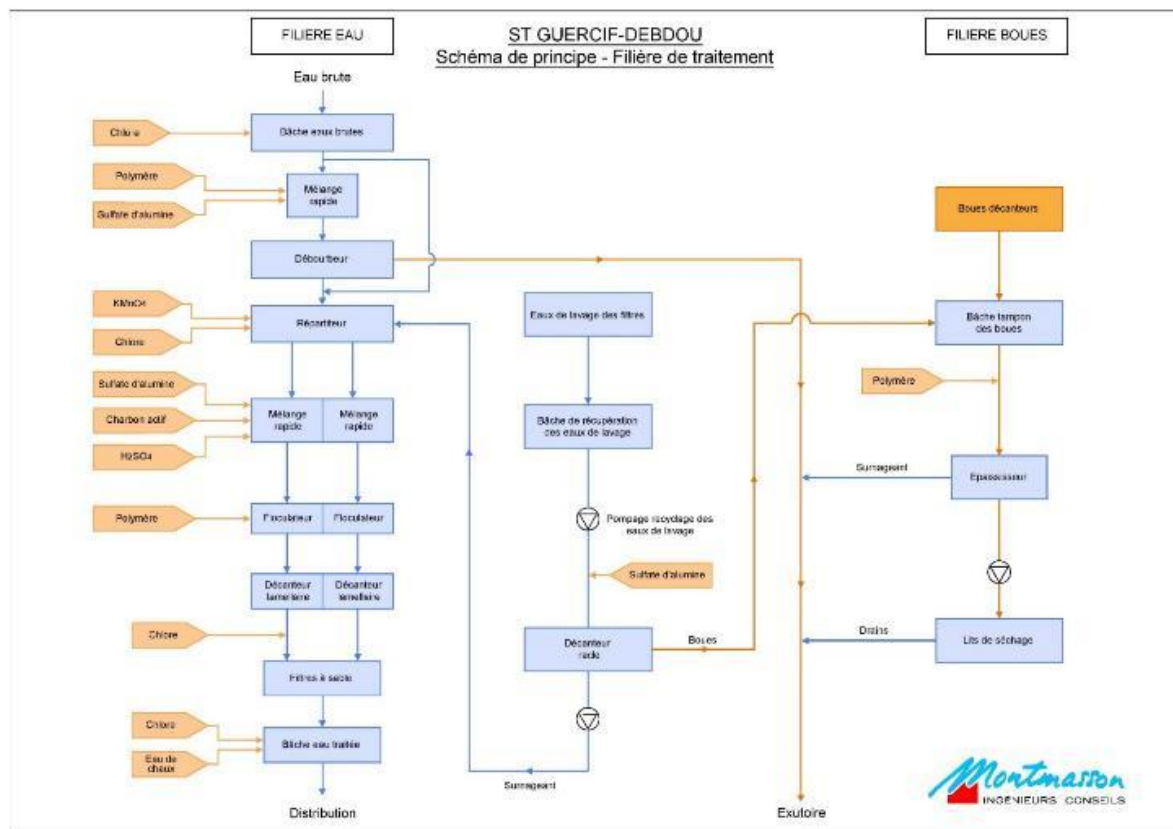 FILIERE EAU
ST GUERCIF-DEBDOU
Schéma de principe - Filière de traitement
FILIERE BOUES
Eau brute
Chlore
Bâche eaux brutes
Polymère
Sulfate d'alumine
Mélange
rapide
Débourbeur
KMnO4
Chlore
Répartiteur
Sulfate d'alumine
Charbon actif
H2SO4
Mélange
rapide
Mélange
rapide
Polymère
Floculateur
Floculateur
Décanteur
lamellaire
Décanteur
lamellaire
Chlore
Filtres à sable
Chlore
Eau de
chaux
Bâche eau traitée
Distribution
Eaux de lavage des filtres
Bâche de récupération
des eaux de lavage
Pompage recyclage des
eaux de lavage
Sulfate d'alumine
Décanteur
racle
Boues
Surnageant
Boues décanteurs
Bâche tampon
des boues
Polymère
Epaississeur
Surnageant
Drains
Lits de séchage
Exutoire
Montmasson
INGÉNIEURS CONSEILS